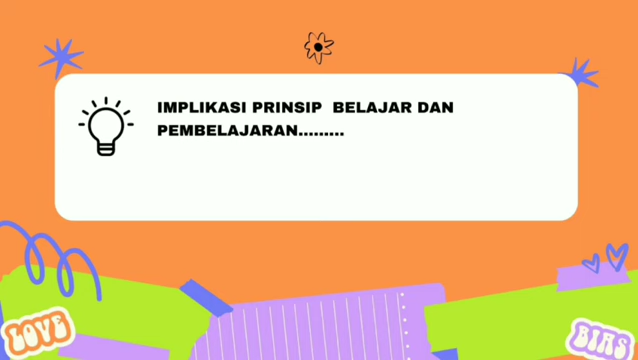 IMPLIKASI PRINSIP BELAJAR DAN
PEMBELAJARAN.........
LOVE
BIAS